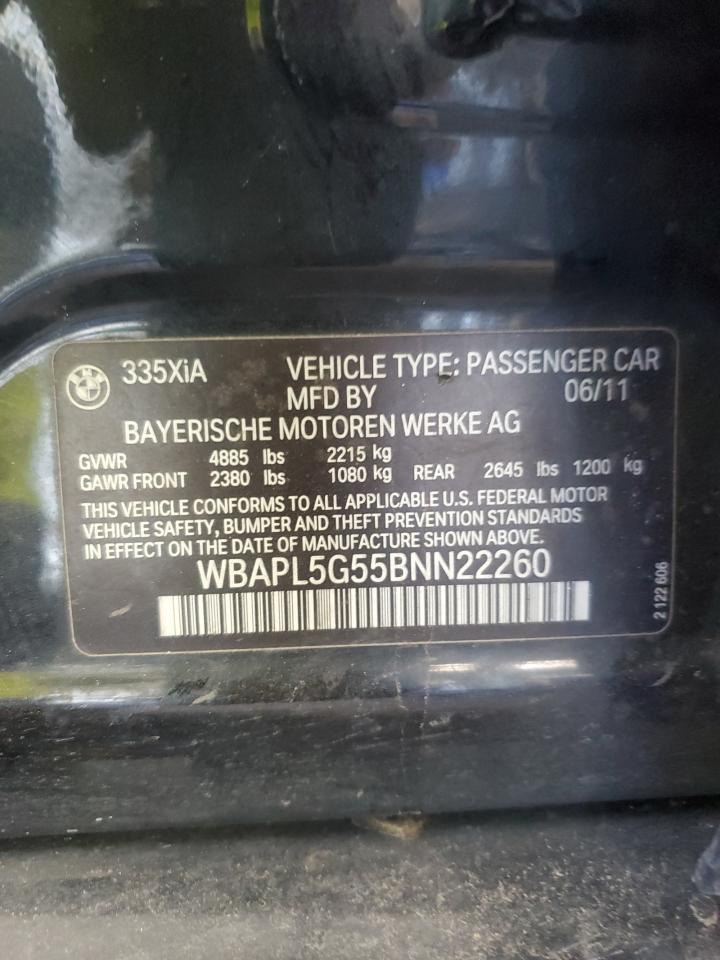 335XiA VEHICLE TYPE: PASSENGER CAR
MFD BY 06/11
BAYERISCHE MOTOREN WERKE AG
GVWR 4885 lbs 2215 kg
GAWR FRONT 2380 lbs 1080 kg REAR 2645 lbs 1200 kg
THIS VEHICLE CONFORMS TO ALL APPLICABLE U.S. FEDERAL MOTOR
VEHICLE SAFETY, BUMPER AND THEFT PREVENTION STANDARDS
IN EFFECT ON THE DATE OF MANUFACTURE SHOWN ABOVE.
WBAPL5G55BNN22260
2 122 606